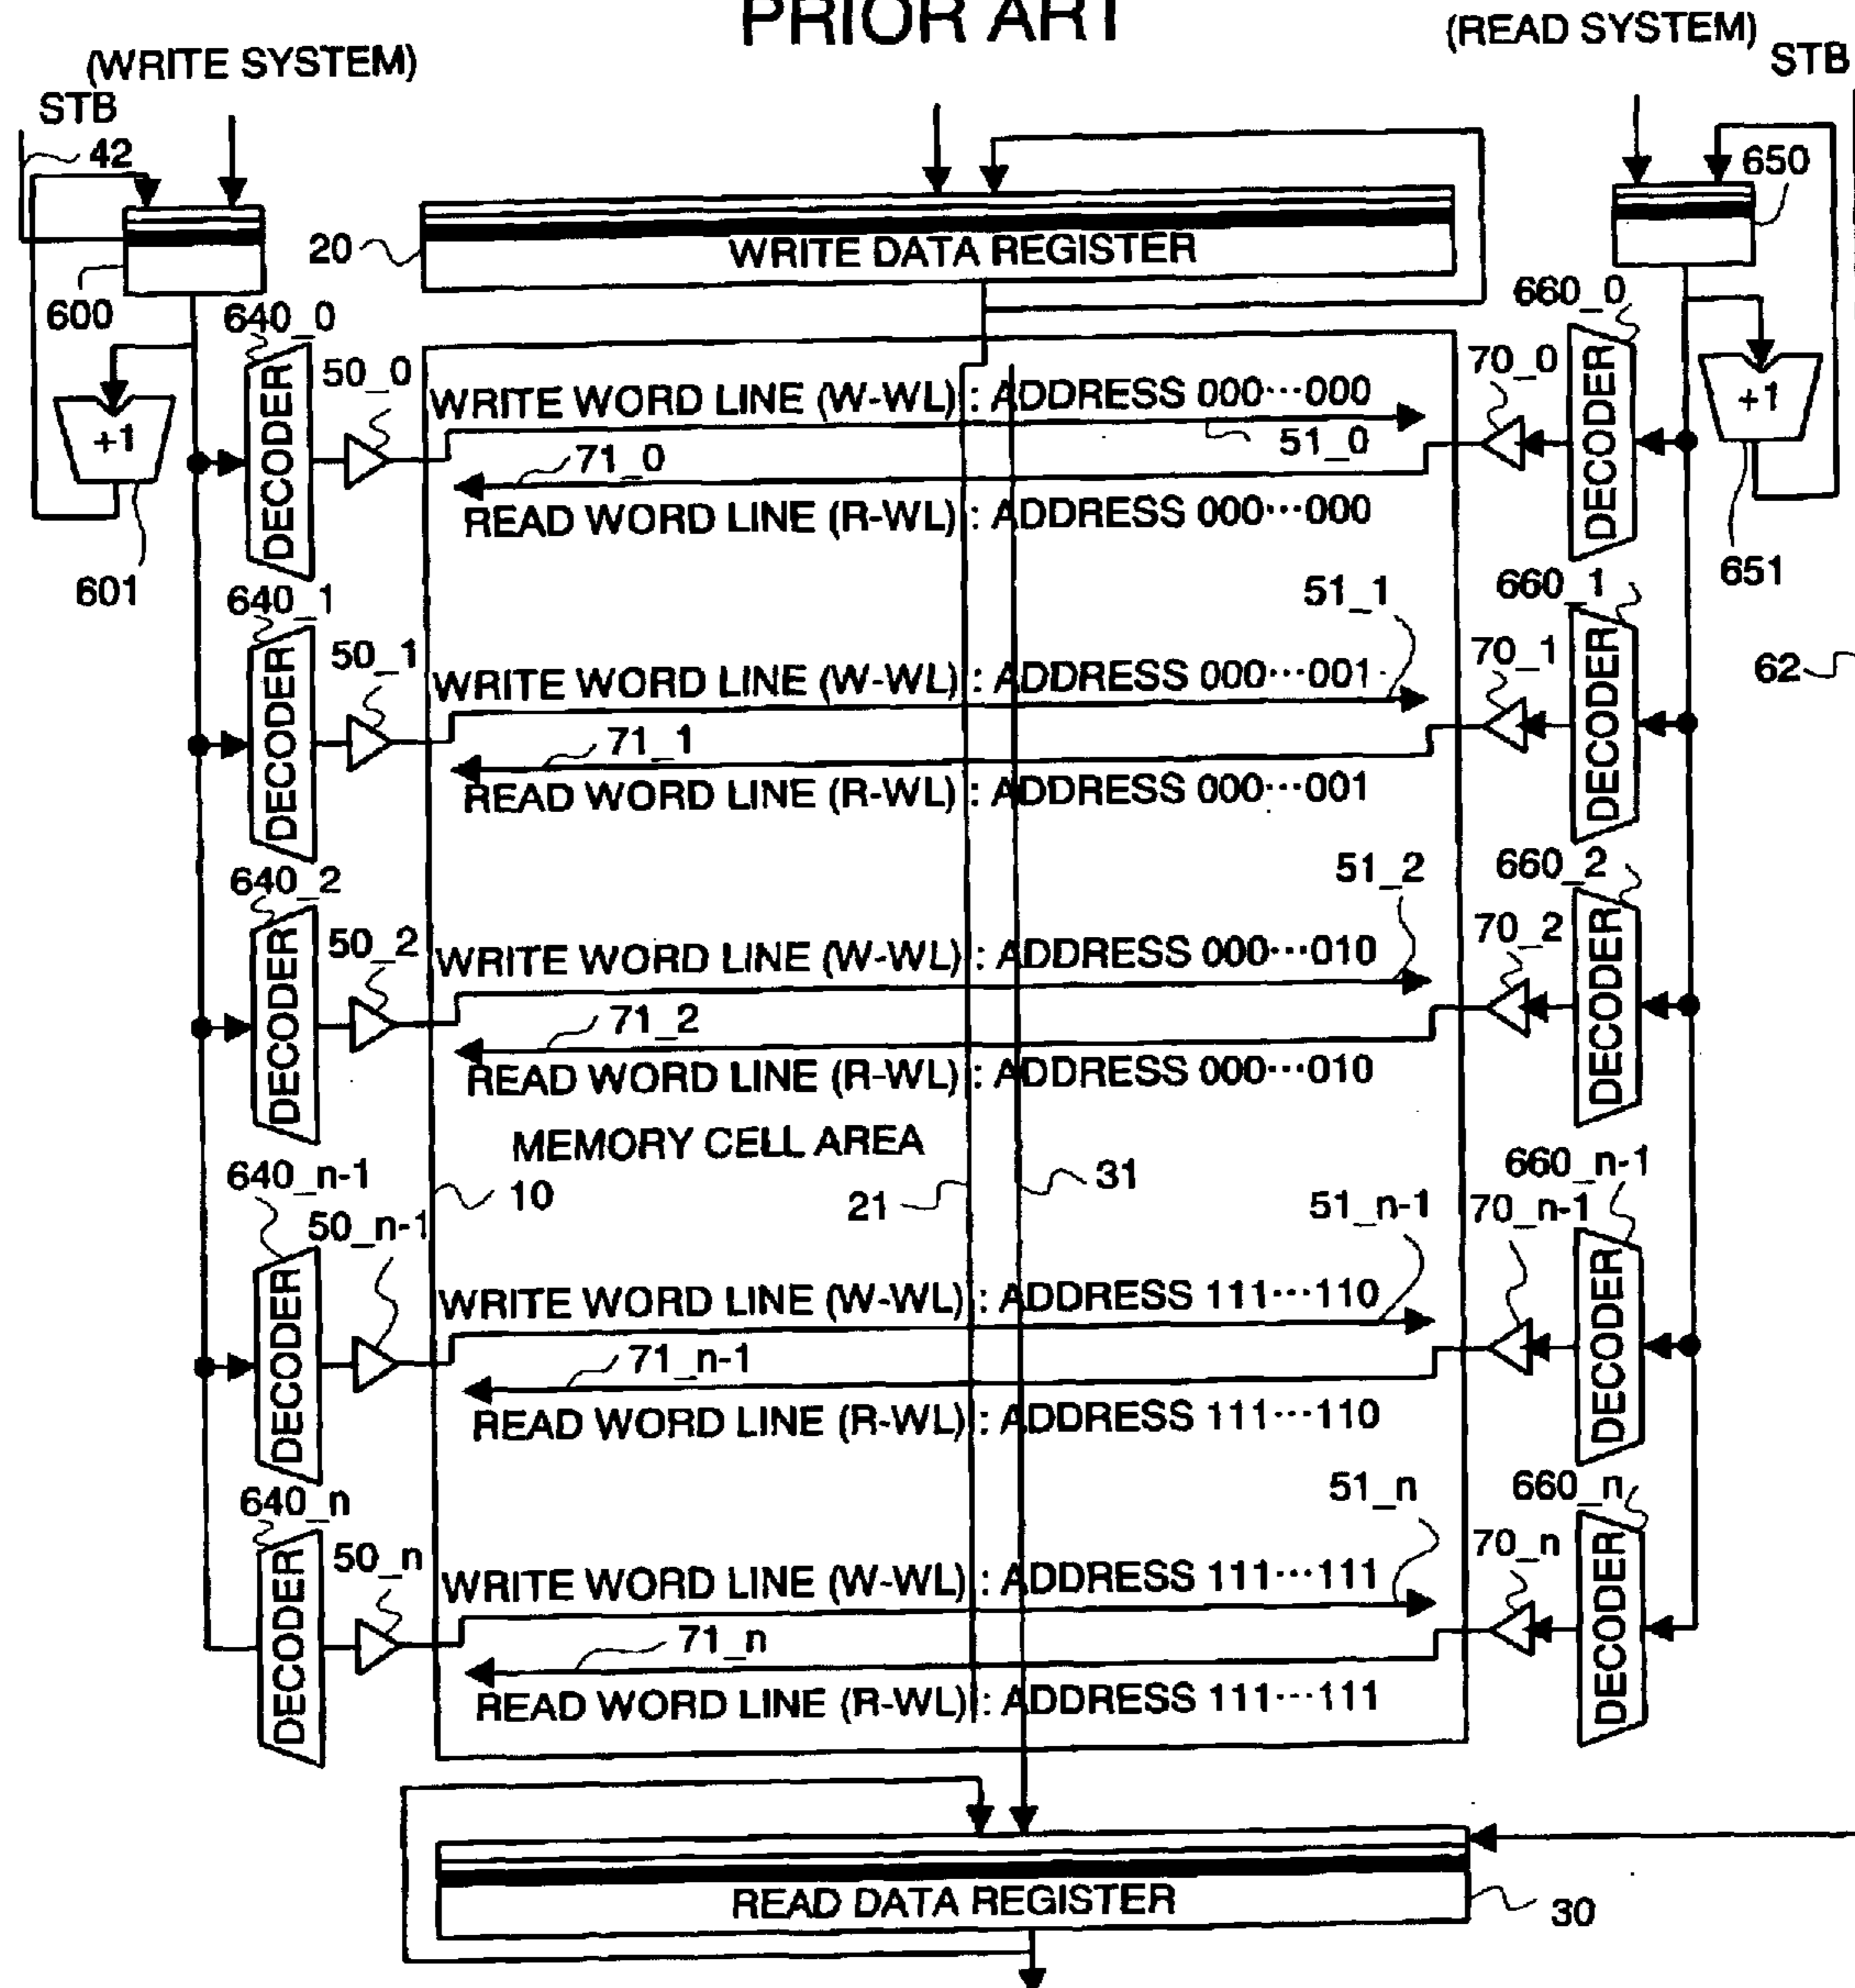 PRIOR ART
(WRITE SYSTEM)
(READ SYSTEM)
STB
STB
42
650
20
WRITE DATA REGISTER
600
640_0
660_0
50_0
70_0
DECODER
DECODER
WRITE WORD LINE (W-WL) : ADDRESS 000···000
+1
+1
51_0
71_0
READ WORD LINE (R-WL) : ADDRESS 000···000
601
651
640_1
660_1
51_1
50_1
70_1
DECODER
DECODER
62
WRITE WORD LINE (W-WL) : ADDRESS 000···001
71_1
READ WORD LINE (R-WL) : ADDRESS 000···001
640_2
660_2
51_2
50_2
70_2
DECODER
DECODER
WRITE WORD LINE (W-WL) : ADDRESS 000···010
71_2
READ WORD LINE (R-WL) : ADDRESS 000···010
MEMORY CELL AREA
640_n-1
660_n-1
10
21
31
50_n-1
51_n-1
70_n-1
DECODER
DECODER
WRITE WORD LINE (W-WL) : ADDRESS 111···110
71_n-1
READ WORD LINE (R-WL) : ADDRESS 111···110
640_n
660_n
51_n
50_n
70_n
DECODER
DECODER
WRITE WORD LINE (W-WL) : ADDRESS 111···111
71_n
READ WORD LINE (R-WL) : ADDRESS 111···111
READ DATA REGISTER
30